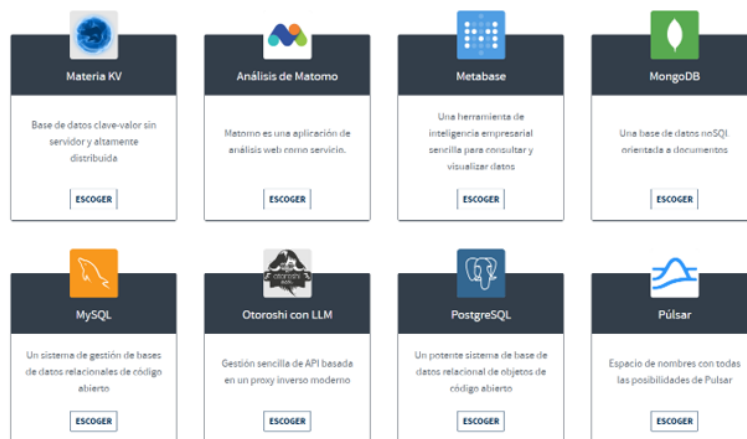 Materia KV
Base de datos clave-valor sin
servidor y altamente
distribuida
ESCOGER
Análisis de Matomo
Matomo es una aplicación de
análisis web como servicio.
ESCOGER
Metabase
Una herramienta de
inteligencia empresarial
sencilla para consultar y
visualizar datos
ESCOGER
MongoDB
Una base de datos noSQL
orientada a documentos
ESCOGER
MySQL
Un sistema de gestión de bases
de datos relacionales de código
abierto
ESCOGER
OTOROSHI
Otoroshi con LLM
Gestión sencilla de API basada
en un proxy inverso moderno
ESCOGER
PostgreSQL
Un potente sistema de base de
datos relacional de objetos de
código abierto
ESCOGER
Púlsar
Espacio de nombres con todas
las posibilidades de Pulsar
ESCOGER